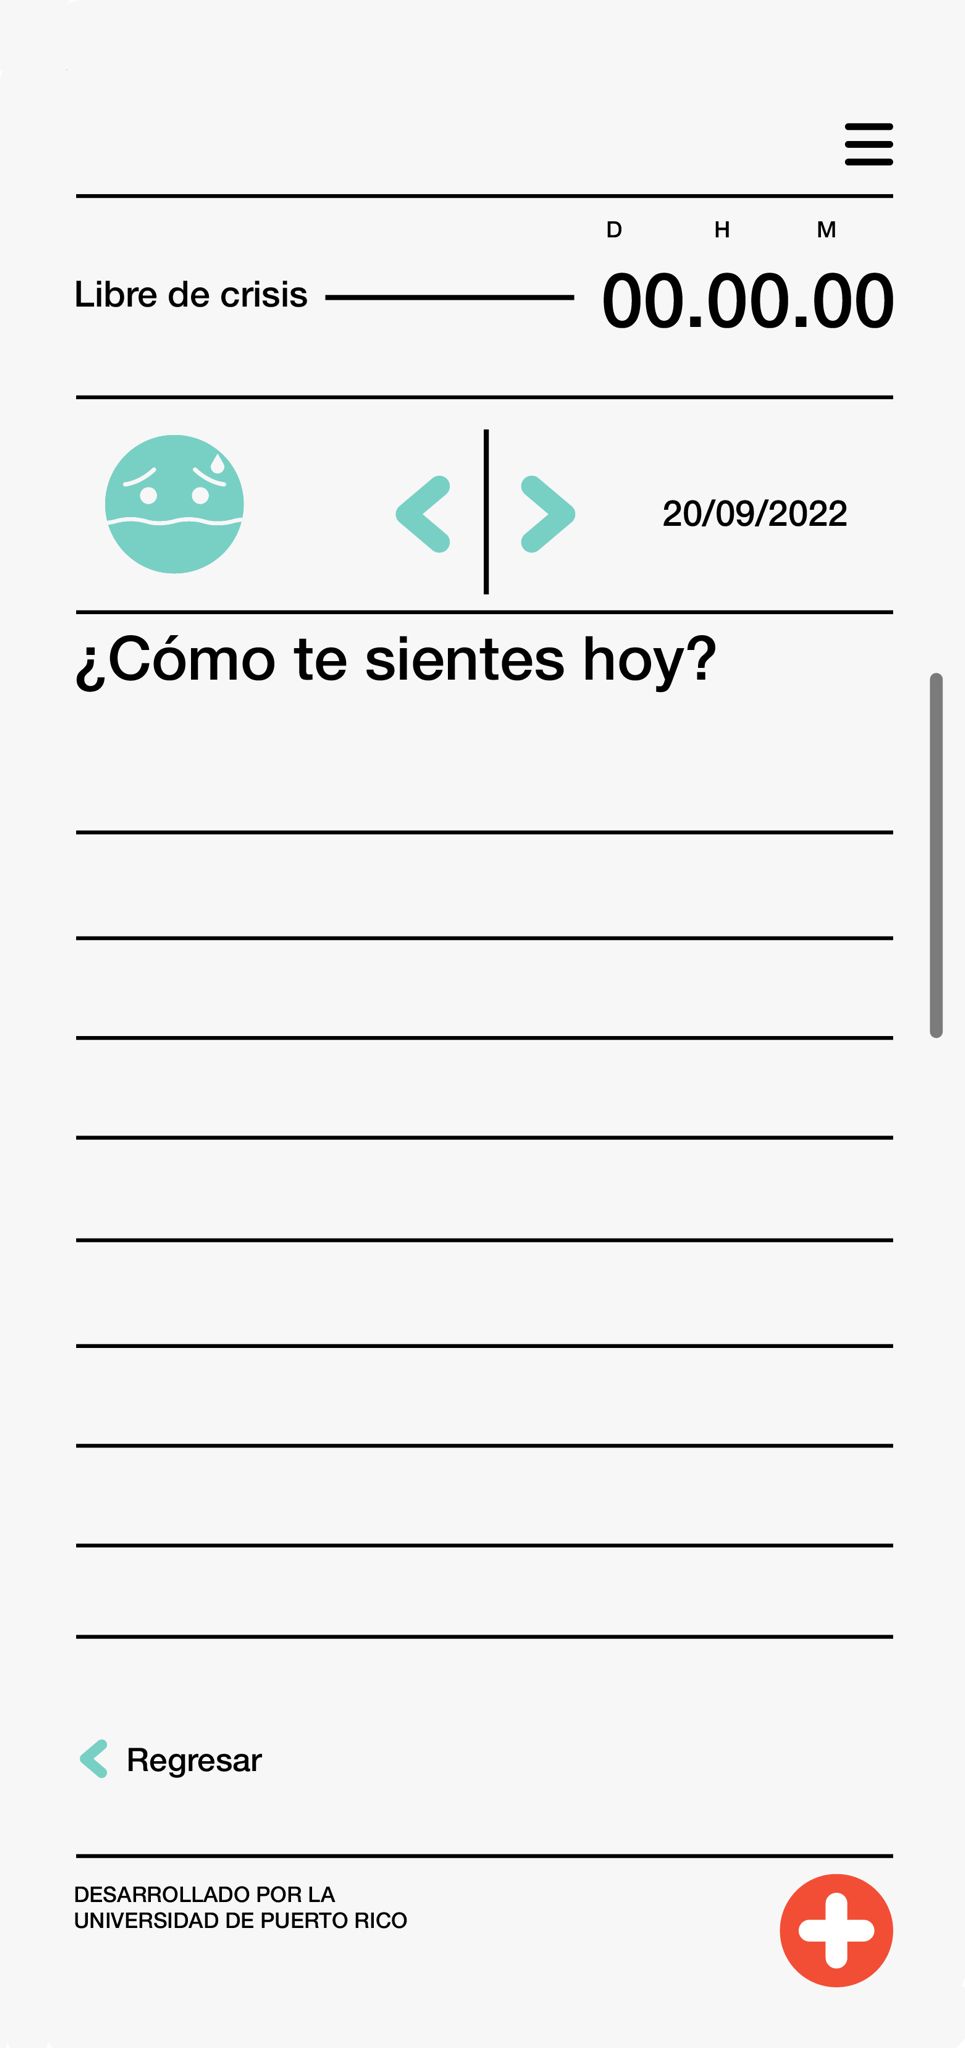 D H M
Libre de crisis 00.00.00
20/09/2022
¿Cómo te sientes hoy?
Regresar
DESARROLLADO POR LA
UNIVERSIDAD DE PUERTO RICO